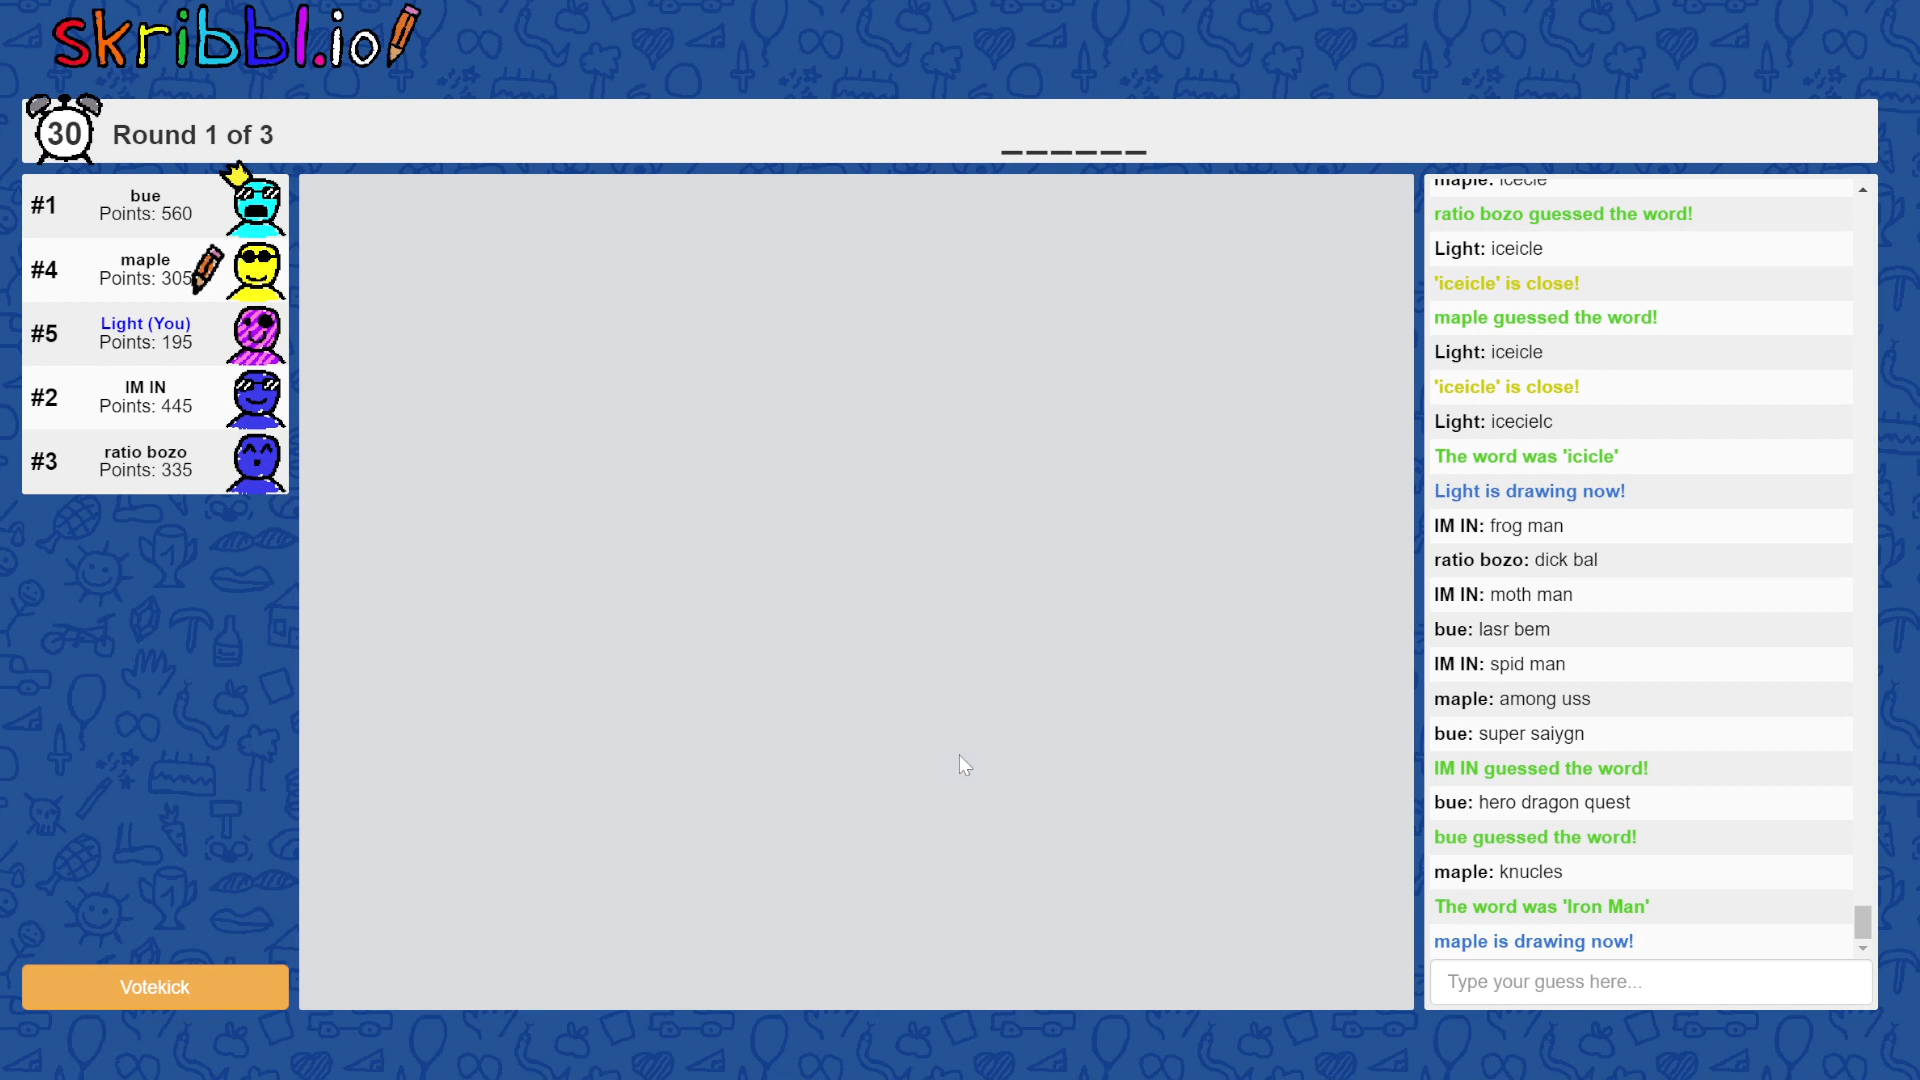 skribbl.io
30
Round 1 of 3
______
#1
bue
Points: 560
#4
maple
Points: 305
#5
Light (You)
Points: 195
#2
IM IN
Points: 445
#3
ratio bozo
Points: 335
Votekick
maple: icecle
ratio bozo guessed the word!
Light: iceicle
'iceicle' is close!
maple guessed the word!
Light: iceicle
'iceicle' is close!
Light: icecielc
The word was 'icicle'
Light is drawing now!
IM IN: frog man
ratio bozo: dick bal
IM IN: moth man
bue: lasr bem
IM IN: spid man
maple: among uss
bue: super saiygn
IM IN guessed the word!
bue: hero dragon quest
bue guessed the word!
maple: knucles
The word was 'Iron Man'
maple is drawing now!
Type your guess here...